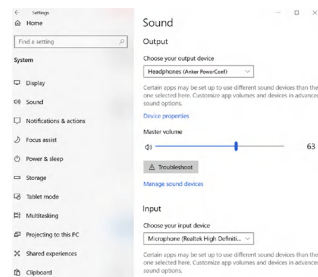 Settings
Home
Find a setting
System
Display
Sound
Notifications & actions
Focus assist
Power & sleep
Storage
Tablet mode
Multitasking
Projecting to this PC
Shared experiences
Clipboard
Sound
Output
Choose your output device
Headphones (Anker PowerConf)
Certain apps may be set up to use different sound devices than the
one selected here. Customize app volumes and devices in advanced
sound options.
Device properties
Master volume
63
Troubleshoot
Manage sound devices
Input
Choose your input device
Microphone (Realtek High Definiti...
Certain apps may be set up to use different sound devices than the
one selected here. Customize app volumes and devices in advanced
sound options.